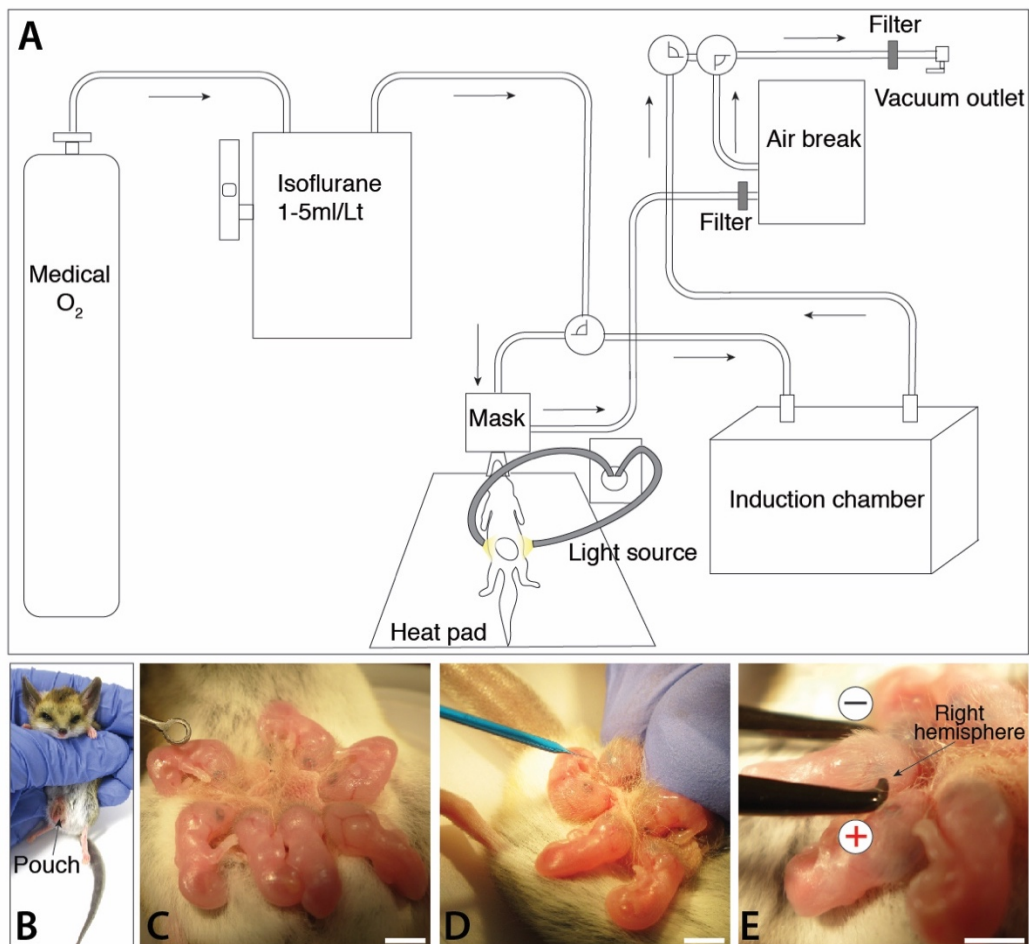 A
Filter
Vacuum outlet
Air break
Isoflurane
1-5ml/Lt
Filter
Medical
O₂
Mask
Induction chamber
Light source
Heat pad
B
Pouch
C
D
E
−
Right
hemisphere
+